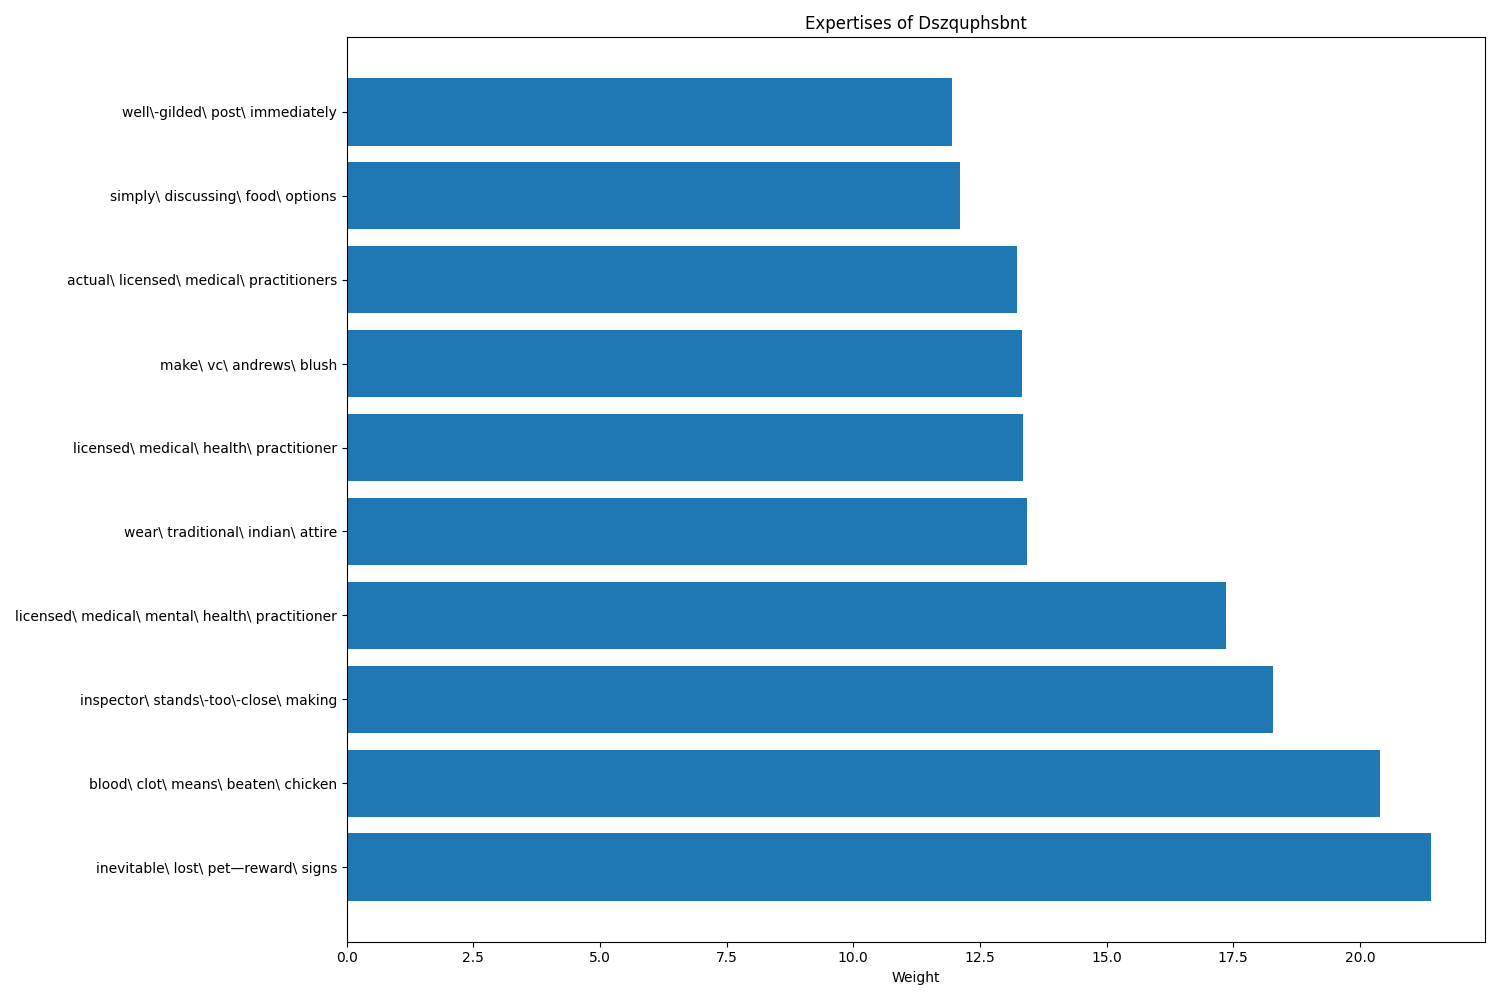 Expertises of Dszquphsbnt
well\-gilded\ post\ immediately
simply\ discussing\ food\ options
actual\ licensed\ medical\ practitioners
make\ vc\ andrews\ blush
licensed\ medical\ health\ practitioner
wear\ traditional\ indian\ attire
licensed\ medical\ mental\ health\ practitioner
inspector\ stands\-too\-close\ making
blood\ clot\ means\ beaten\ chicken
inevitable\ lost\ pet—reward\ signs
0.0 2.5 5.0 7.5 10.0 12.5 15.0 17.5 20.0
Weight